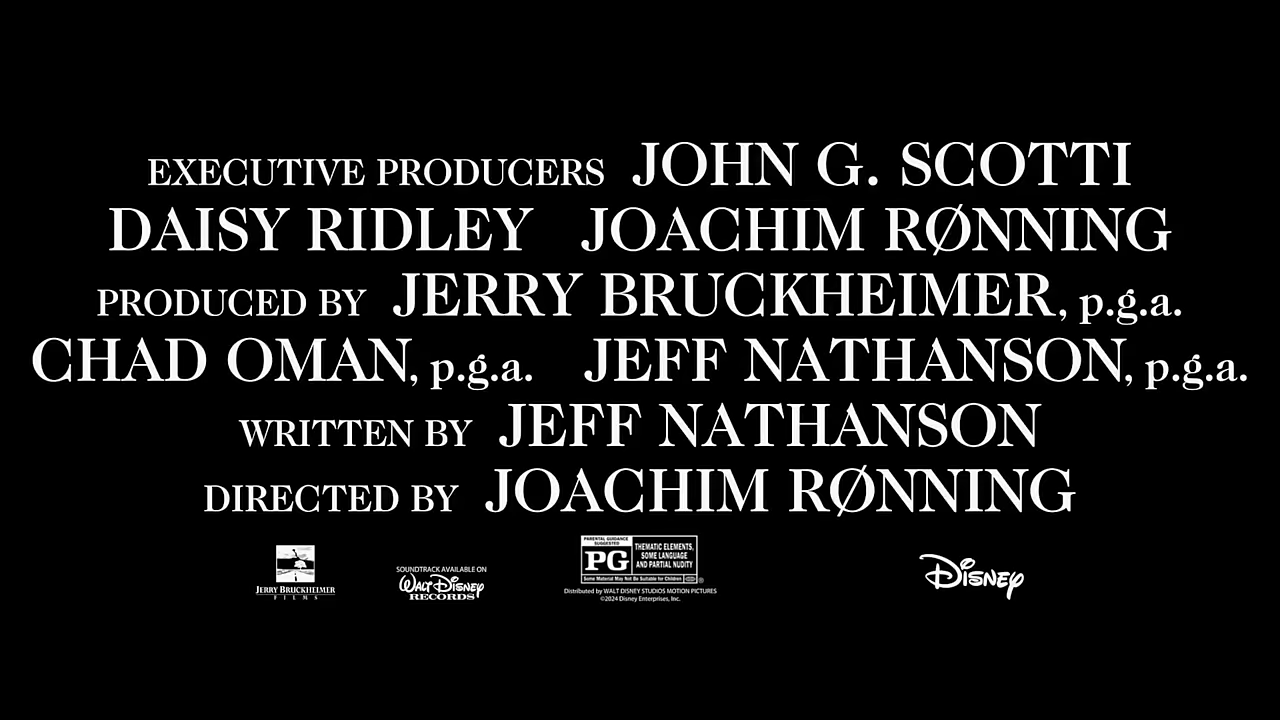 EXECUTIVE PRODUCERS JOHN G. SCOTTI
DAISY RIDLEY JOACHIM RØNNING
PRODUCED BY JERRY BRUCKHEIMER, p.g.a.
CHAD OMAN, p.g.a. JEFF NATHANSON, p.g.a.
WRITTEN BY JEFF NATHANSON
DIRECTED BY JOACHIM RØNNING
JERRY BRUCKHEIMER
FILMS
SOUNDTRACK AVAILABLE ON
WALT DISNEY
RECORDS
PARENTAL GUIDANCE
SUGGESTED
PG
THEMATIC ELEMENTS,
SOME LANGUAGE
AND PARTIAL NUDITY
Some Material May Not Be Suitable for Children
®
Distributed by WALT DISNEY STUDIOS MOTION PICTURES
©2024 Disney Enterprises, Inc.
DISNEY